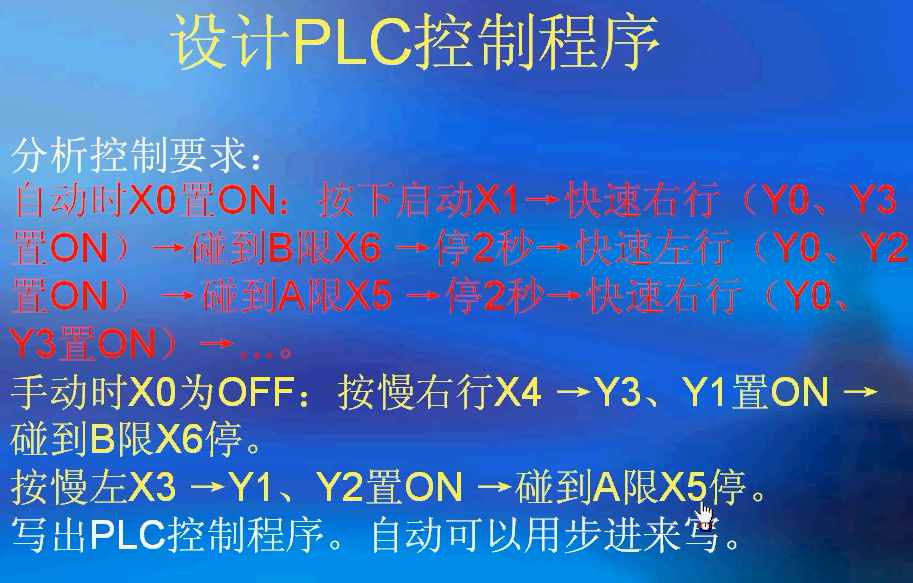 设计PLC控制程序
分析控制要求:
自动时X0置ON: 按下启动X1→快速右行（Y0、Y3
置ON）→碰到B限X6 →停2秒→快速左行（Y0、Y2
置ON） →碰到A限X5 →停2秒→快速右行（Y0、
Y3置ON）→…。
手动时X0为OFF: 按慢右行X4 →Y3、Y1置ON →
碰到B限X6停。
按慢左X3 →Y1、Y2置ON →碰到A限X5停。
写出PLC控制程序。自动可以用步进来写。